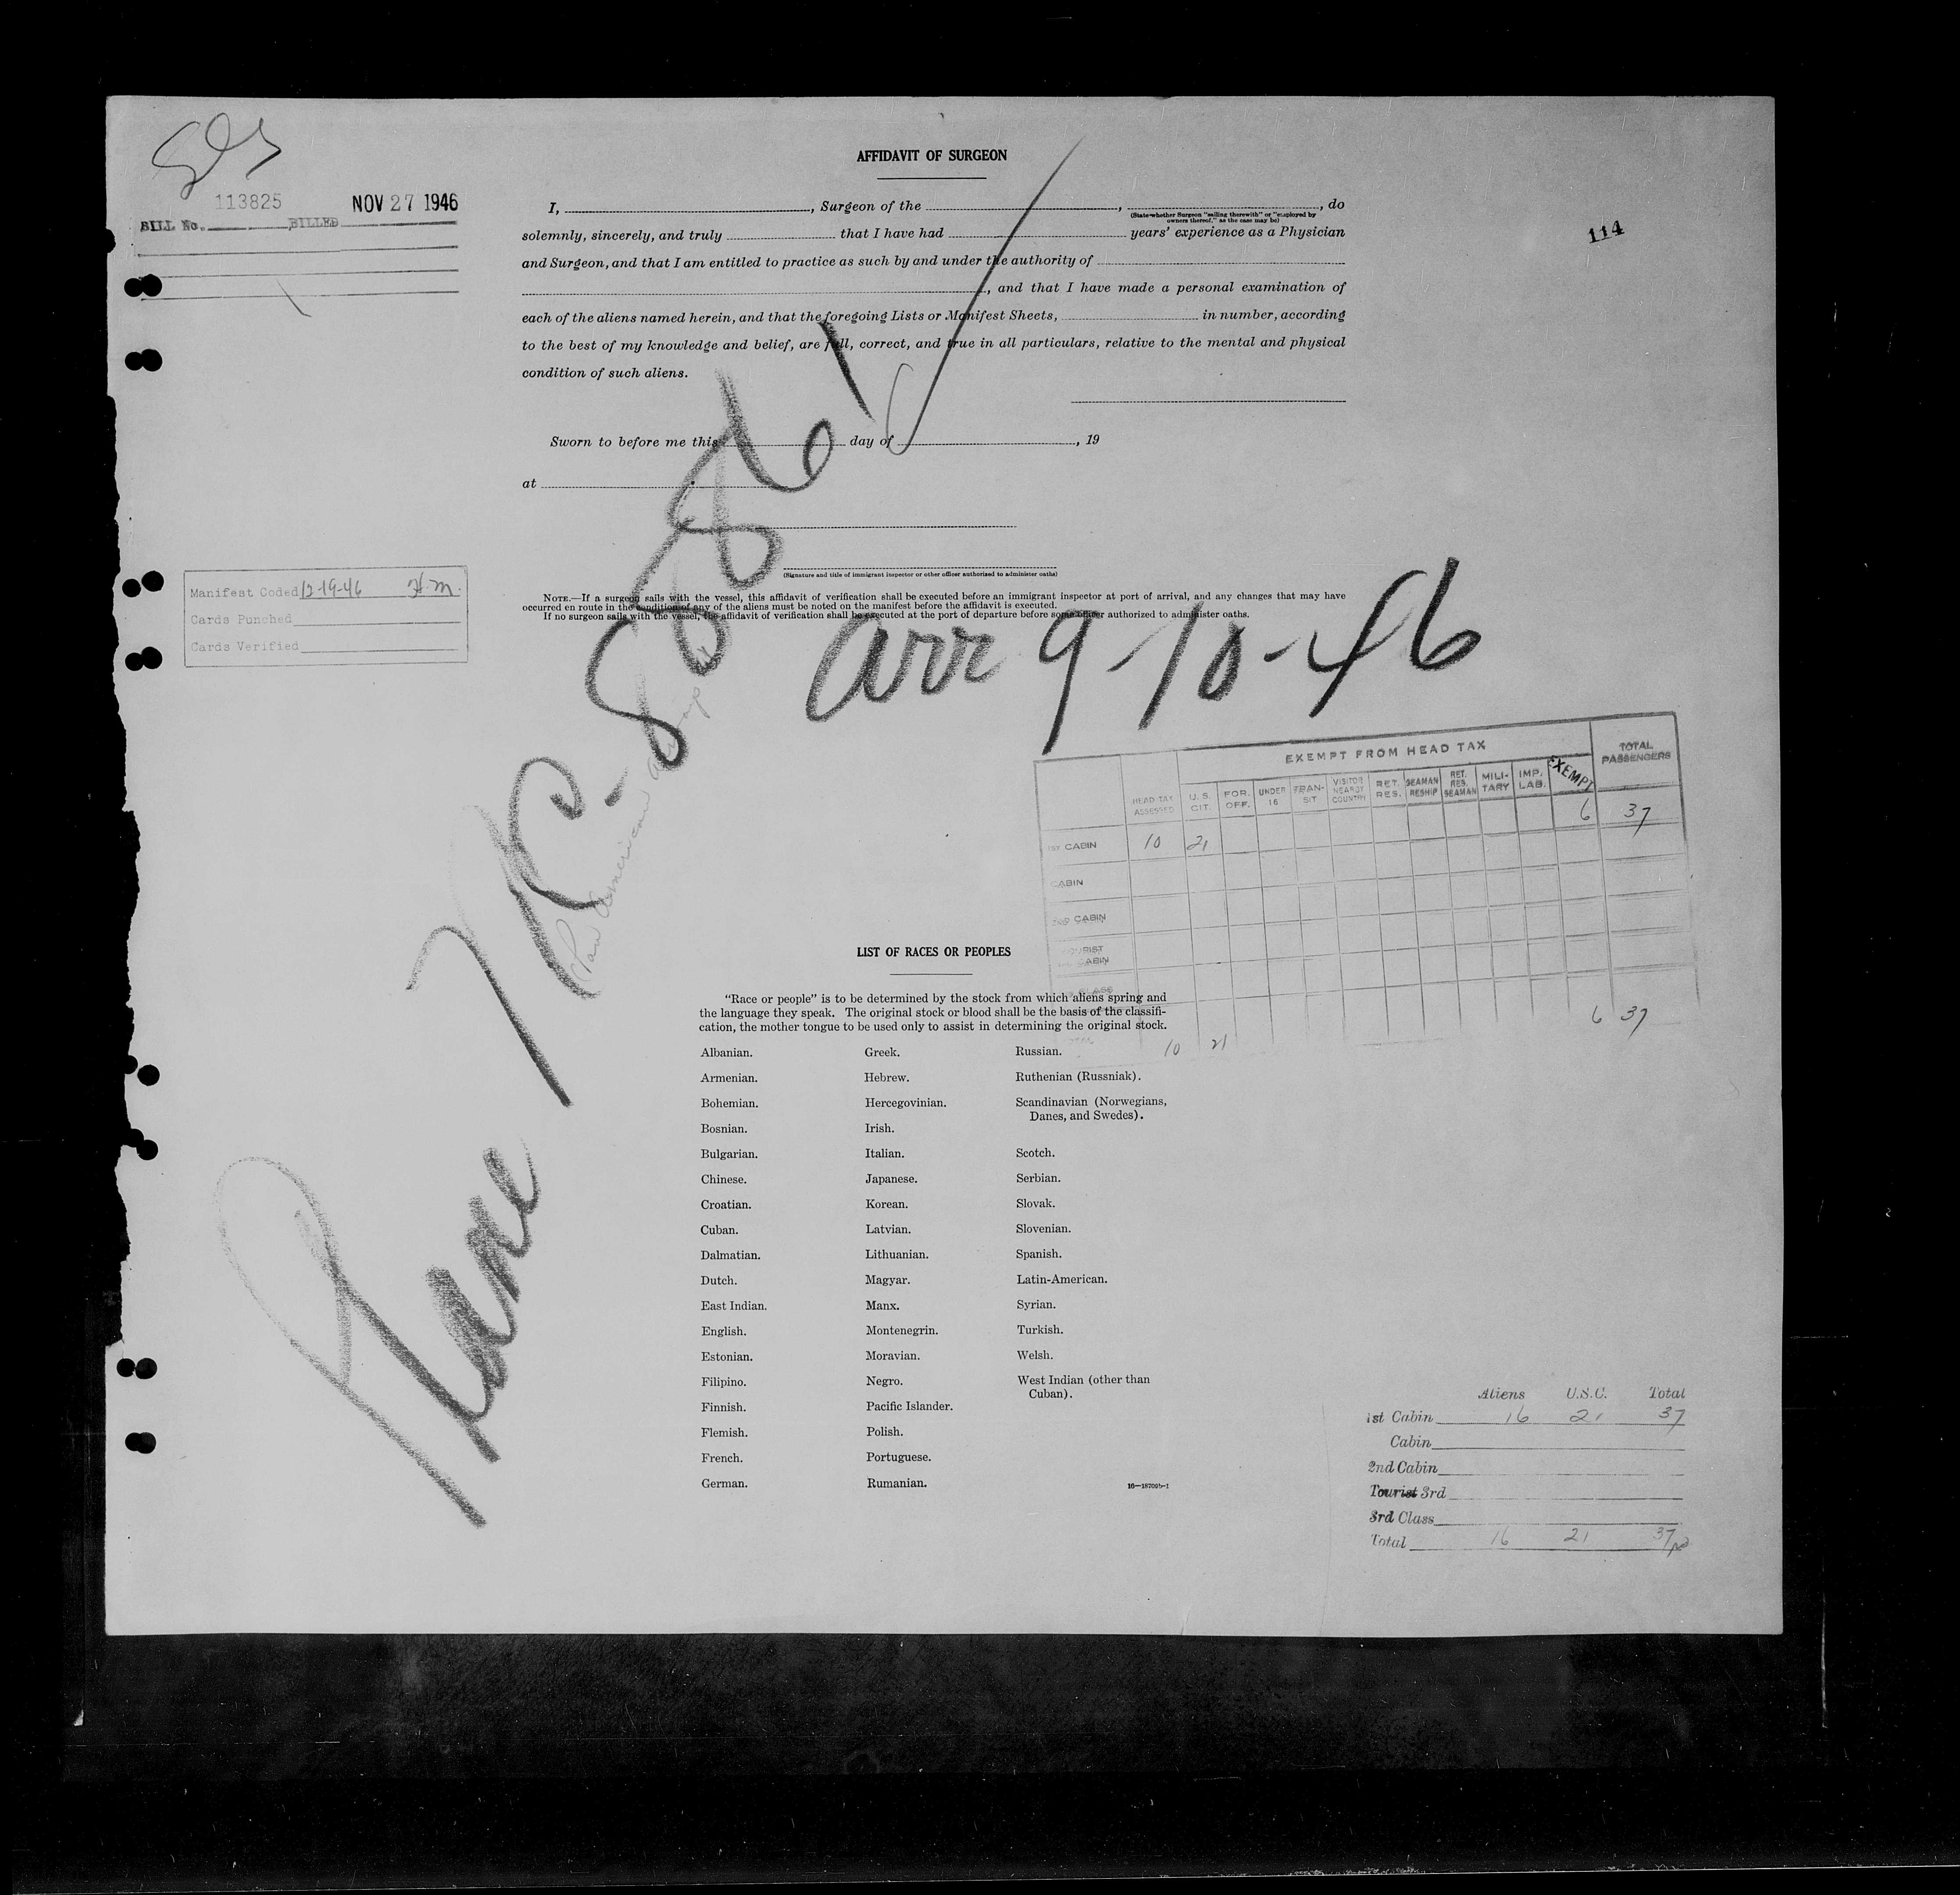 113825 NOV 27 1946
BILL No. BILLED
AFFIDAVIT OF SURGEON
114
I, , Surgeon of the , , do
(State whether Surgeon "sailing therewith" or "employed by
owners thereof," as the case may be)
solemnly, sincerely, and truly that I have had years' experience as a Physician
and Surgeon, and that I am entitled to practice as such by and under the authority of
, and that I have made a personal examination of
each of the aliens named herein, and that the foregoing Lists or Manifest Sheets, in number, according
to the best of my knowledge and belief, are full, correct, and true in all particulars, relative to the mental and physical
condition of such aliens.
Sworn to before me this day of , 19
at
(Signature and title of immigrant inspector or other officer authorized to administer oaths)
NOTE.—If a surgeon sails with the vessel, this affidavit of verification shall be executed before an immigrant inspector at port of arrival, and any changes that may have
occurred en route in the condition of any of the aliens must be noted on the manifest before the affidavit is executed.
If no surgeon sails with the vessel, the affidavit of verification shall be executed at the port of departure before some officer authorized to administer oaths.
Manifest Coded 12-19-46 H.M.
Cards Punched
Cards Verified
Plane NC-88861
Pan American Airways
arr 9-10-46
EXEMPT FROM HEAD TAX
TOTAL PASSENGERS
HEAD TAX ASSESSED
U.S. CIT.
FOR. OFF.
UNDER 16
TRAN-SIT
VISITOR NEARBY COUNTRY
RET. RES.
SEAMAN RESHIP
RET. RES. SEAMAN
MILI-TARY
IMP. LAB.
EXEMPT
6 37
1ST CABIN 10 21
CABIN
2ND CABIN
TOURIST
CABIN
CLASS
6 37
10 21
LIST OF RACES OR PEOPLES
"Race or people" is to be determined by the stock from which aliens spring and
the language they speak. The original stock or blood shall be the basis of the classifi-
cation, the mother tongue to be used only to assist in determining the original stock.
Albanian. Greek. Russian.
Armenian. Hebrew. Ruthenian (Russniak).
Bohemian. Hercegovinian. Scandinavian (Norwegians,
Danes, and Swedes).
Bosnian. Irish.
Bulgarian. Italian. Scotch.
Chinese. Japanese. Serbian.
Croatian. Korean. Slovak.
Cuban. Latvian. Slovenian.
Dalmatian. Lithuanian. Spanish.
Dutch. Magyar. Latin-American.
East Indian. Manx. Syrian.
English. Montenegrin. Turkish.
Estonian. Moravian. Welsh.
Filipino. Negro. West Indian (other than
Cuban).
Finnish. Pacific Islander.
Flemish. Polish.
French. Portuguese.
German. Rumanian.
Aliens U.S.C. Total
1st Cabin 16 21 37
Cabin
2nd Cabin
Tourist 3rd
3rd Class
Total 16 21 37